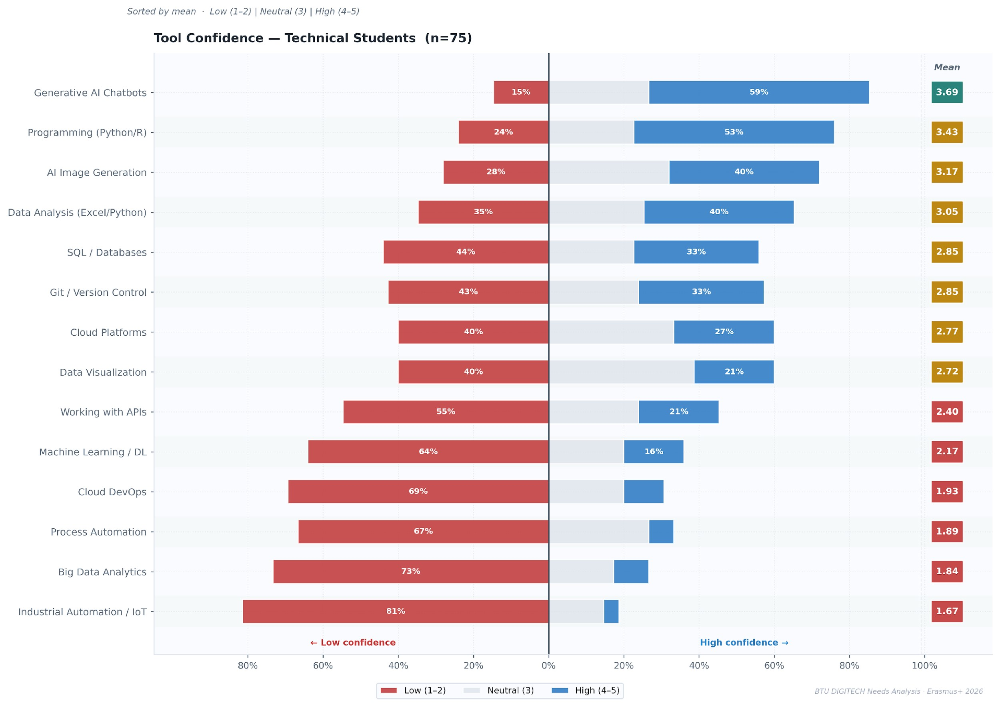 Sorted by mean · Low (1–2) | Neutral (3) | High (4–5)
Tool Confidence — Technical Students (n=75)
Mean
Generative AI Chatbots 15% 59% 3.69
Programming (Python/R) 24% 53% 3.43
AI Image Generation 28% 40% 3.17
Data Analysis (Excel/Python) 35% 40% 3.05
SQL / Databases 44% 33% 2.85
Git / Version Control 43% 33% 2.85
Cloud Platforms 40% 27% 2.77
Data Visualization 40% 21% 2.72
Working with APIs 55% 21% 2.40
Machine Learning / DL 64% 16% 2.17
Cloud DevOps 69% 1.93
Process Automation 67% 1.89
Big Data Analytics 73% 1.84
Industrial Automation / IoT 81% 1.67
← Low confidence High confidence →
80% 60% 40% 20% 0% 20% 40% 60% 80% 100%
Low (1–2) Neutral (3) High (4–5)
BTU DIGITECH Needs Analysis · Erasmus+ 2026